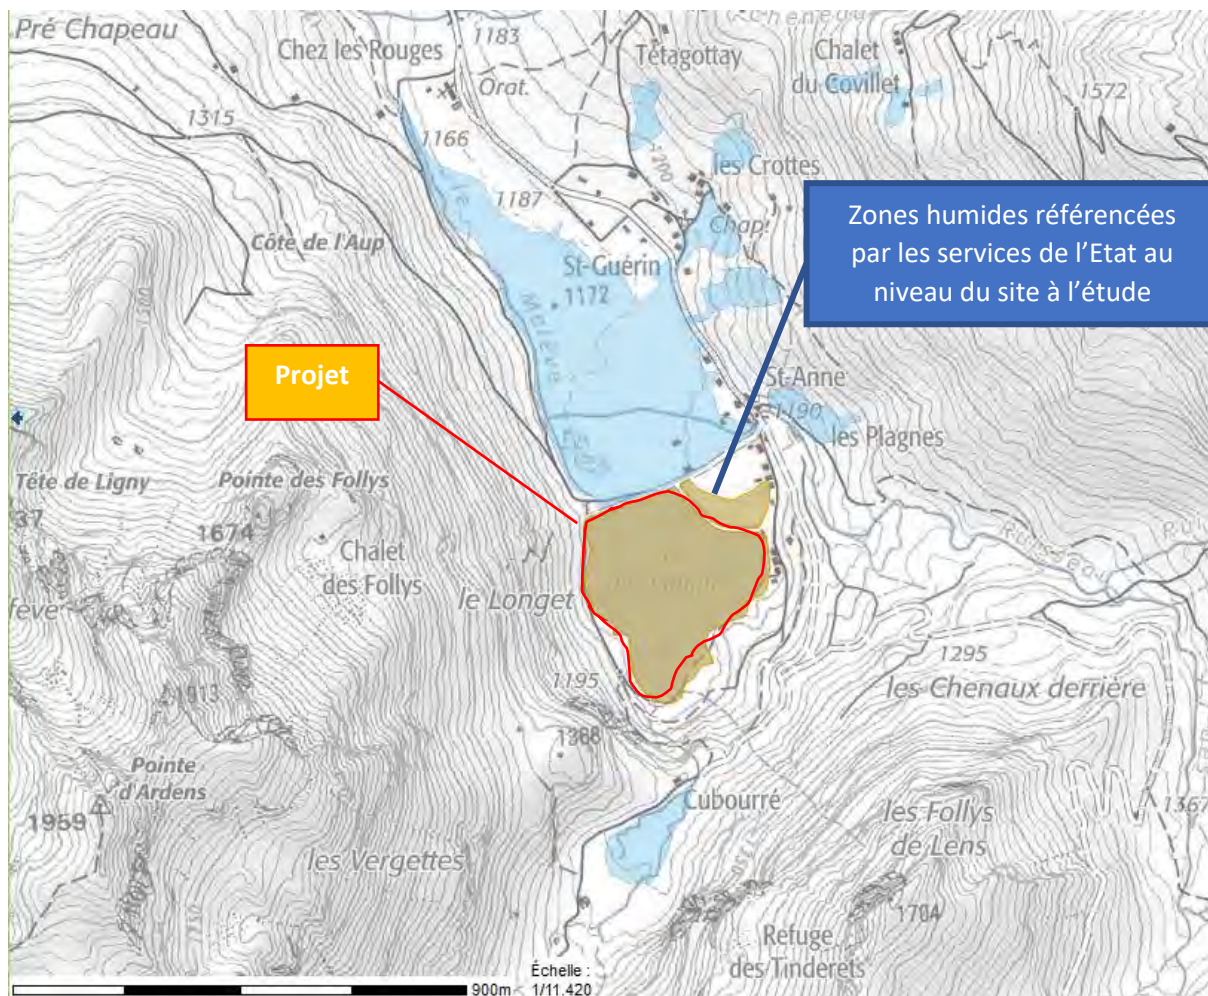 Pré Chapeau
Chez les Rouges
1183
Orat.
Tétagottay
Chalet
du Covillet
1572
1315
1166
1187
1200
les Crottes
Chap.
Côte de l'Aup
St-Guérin
1172
Zones humides référencées
par les services de l'Etat au
niveau du site à l'étude
Projet
St-Anne
1190
les Plagnes
Tête de Ligny
37
Pointe des Follys
1674
Chalet
des Follys
le Longet
Ruisseau
1195
1295
les Chenaux derrière
1913
1368
Pointe
d'Ardens
1959
les Vergettes
Cubourré
1367
les Follys
de Lens
1704
Refuge
des Tinderets
900m
Échelle :
1/11.420